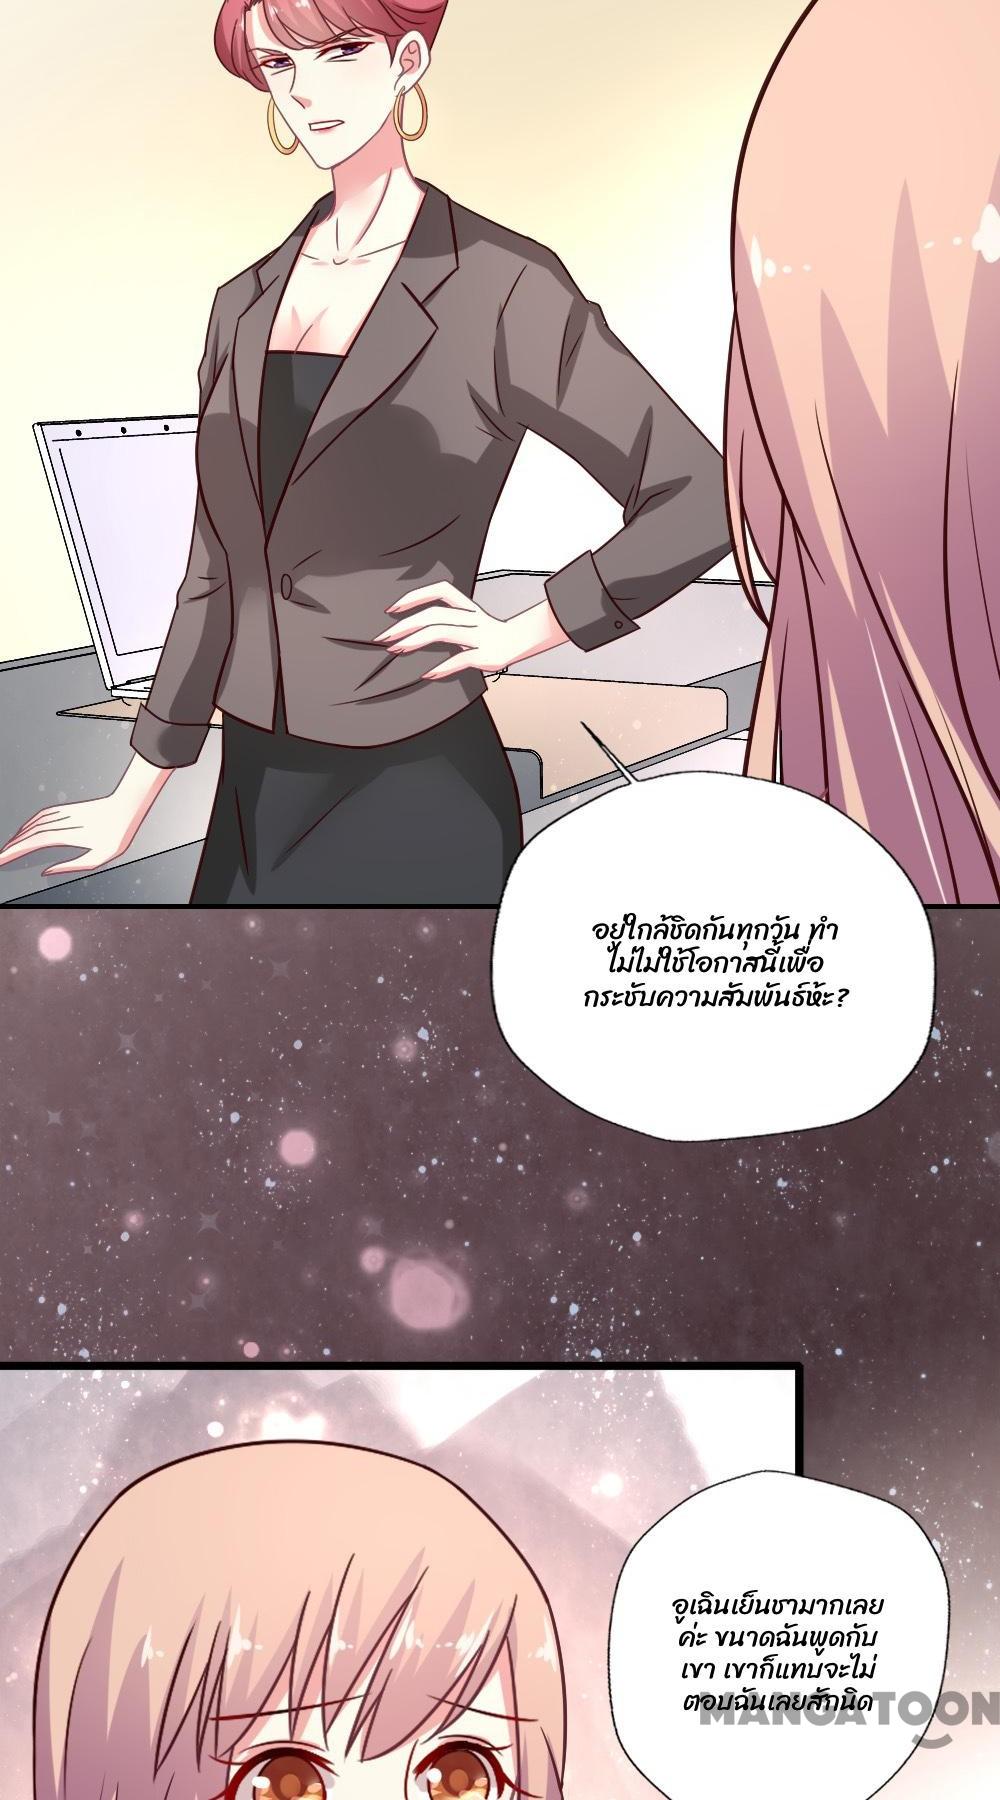 อยู่ใกล้ชิดกันทุกวัน ทำ
ไมไม่ใช้โอกาสนี้เพื่อ
กระชับความสัมพันธ์ห้ะ?
อูเฉินเย็นชามากเลย
ค่ะ ขนาดฉันพูดกับ
เขา เขาก็แทบจะไม่
ตอบฉันเลยสักนิด
MANGATOON